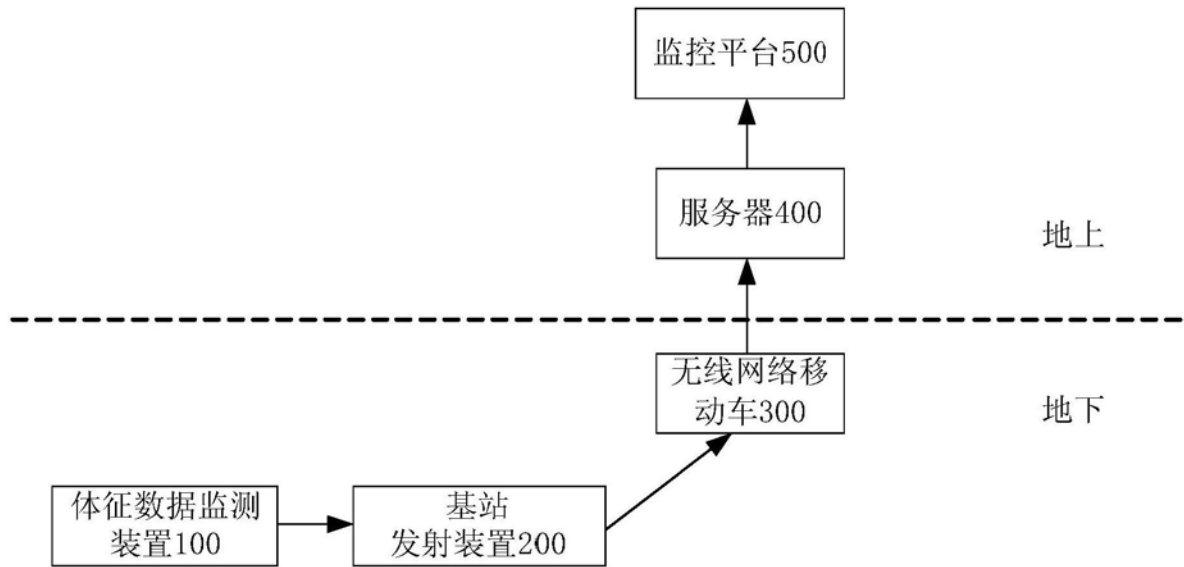 监控平台500
服务器400
地上
无线网络移
动车300
地下
体征数据监测
装置100
基站
发射装置200